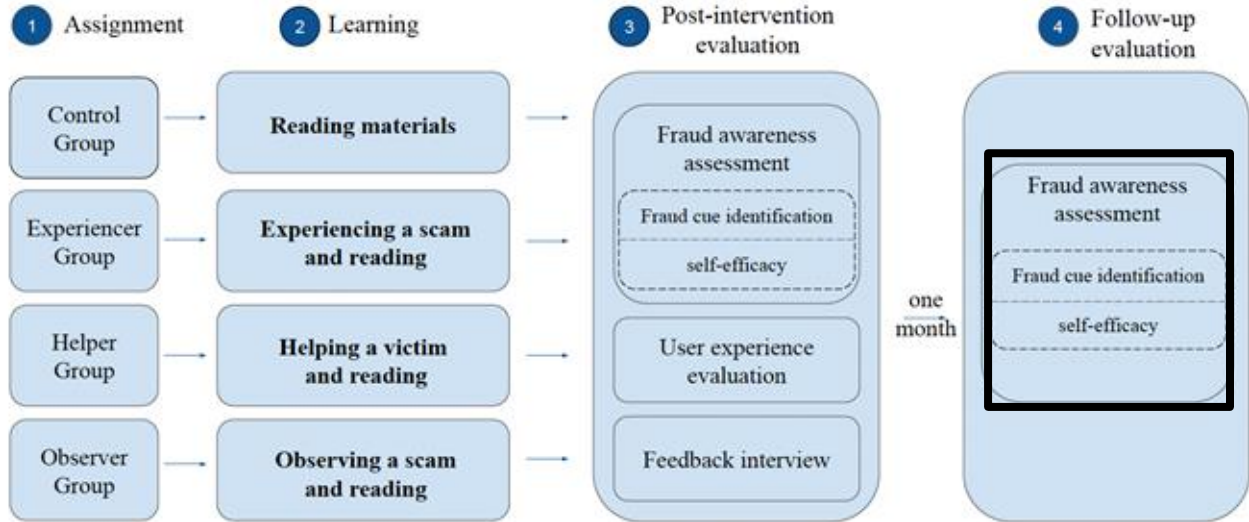 1 Assignment
2 Learning
3 Post-intervention
evaluation
4 Follow-up
evaluation
Control
Group
Reading materials
Experiencer
Group
Experiencing a scam
and reading
Helper
Group
Helping a victim
and reading
Observer
Group
Observing a scam
and reading
Fraud awareness
assessment
Fraud cue identification
self-efficacy
User experience
evaluation
Feedback interview
one
month
Fraud awareness
assessment
Fraud cue identification
self-efficacy